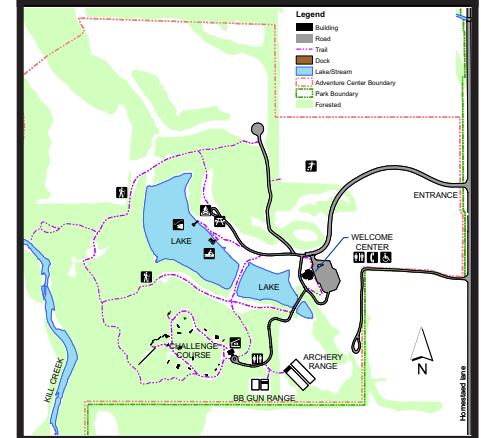 Legend
Building
Road
Trail
Dock
Lake/Stream
Adventure Center Boundary
Park Boundary
Forested
ENTRANCE
WELCOME
CENTER
LAKE
LAKE
CHALLENGE
COURSE
ARCHERY
RANGE
BB GUN RANGE
KILL CREEK
N
Homestead lane